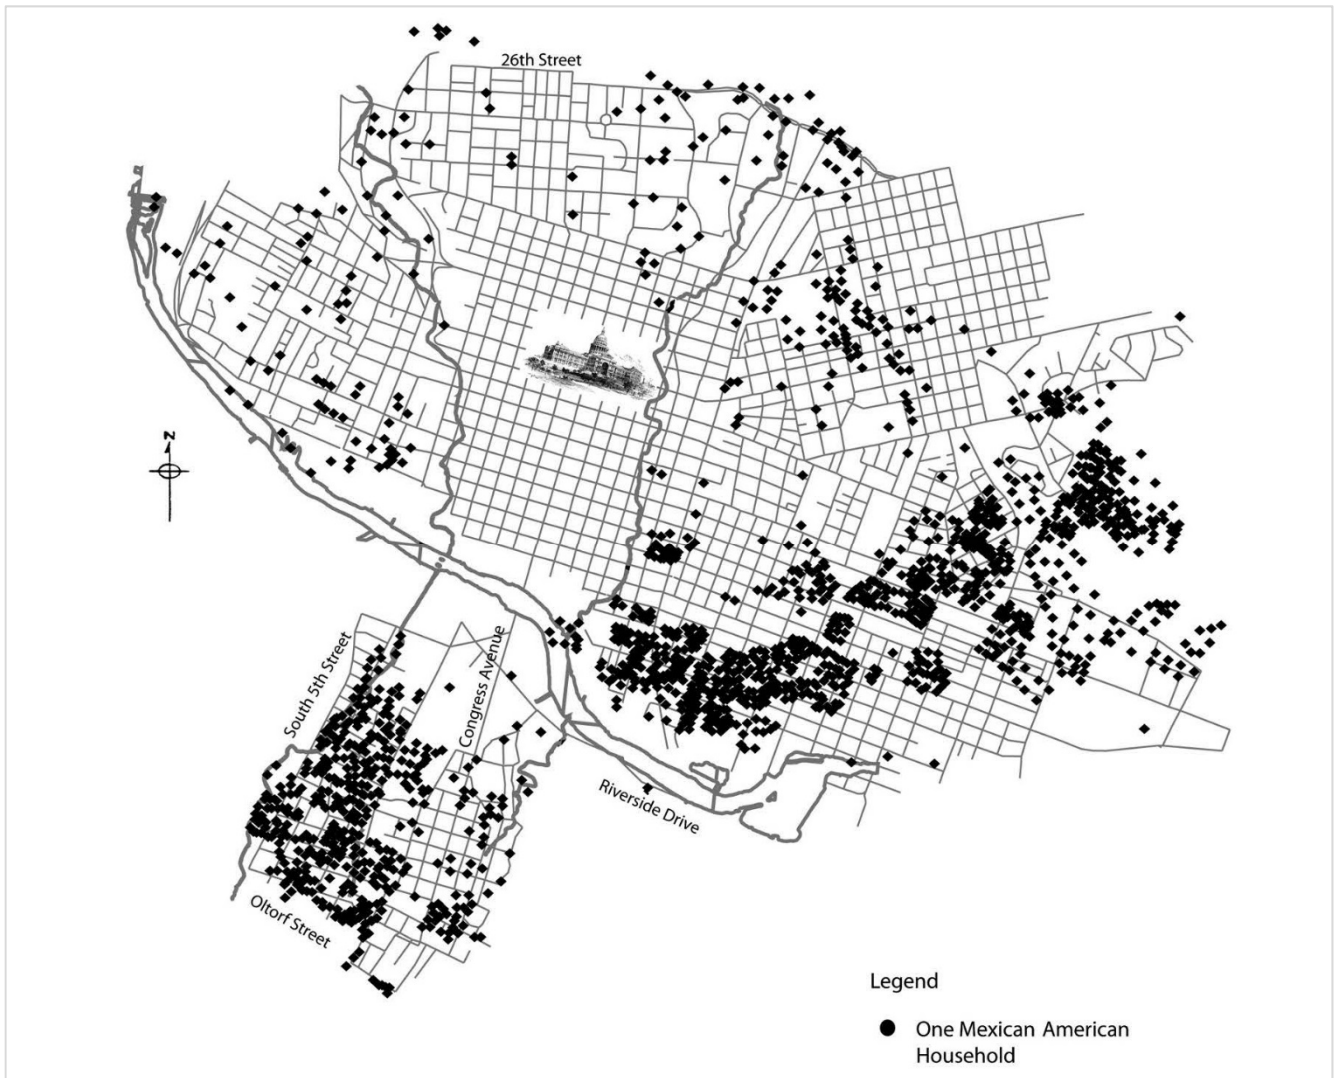 26th Street
N
South 5th Street
Congress Avenue
Riverside Drive
Oltorf Street
Legend
One Mexican American
Household